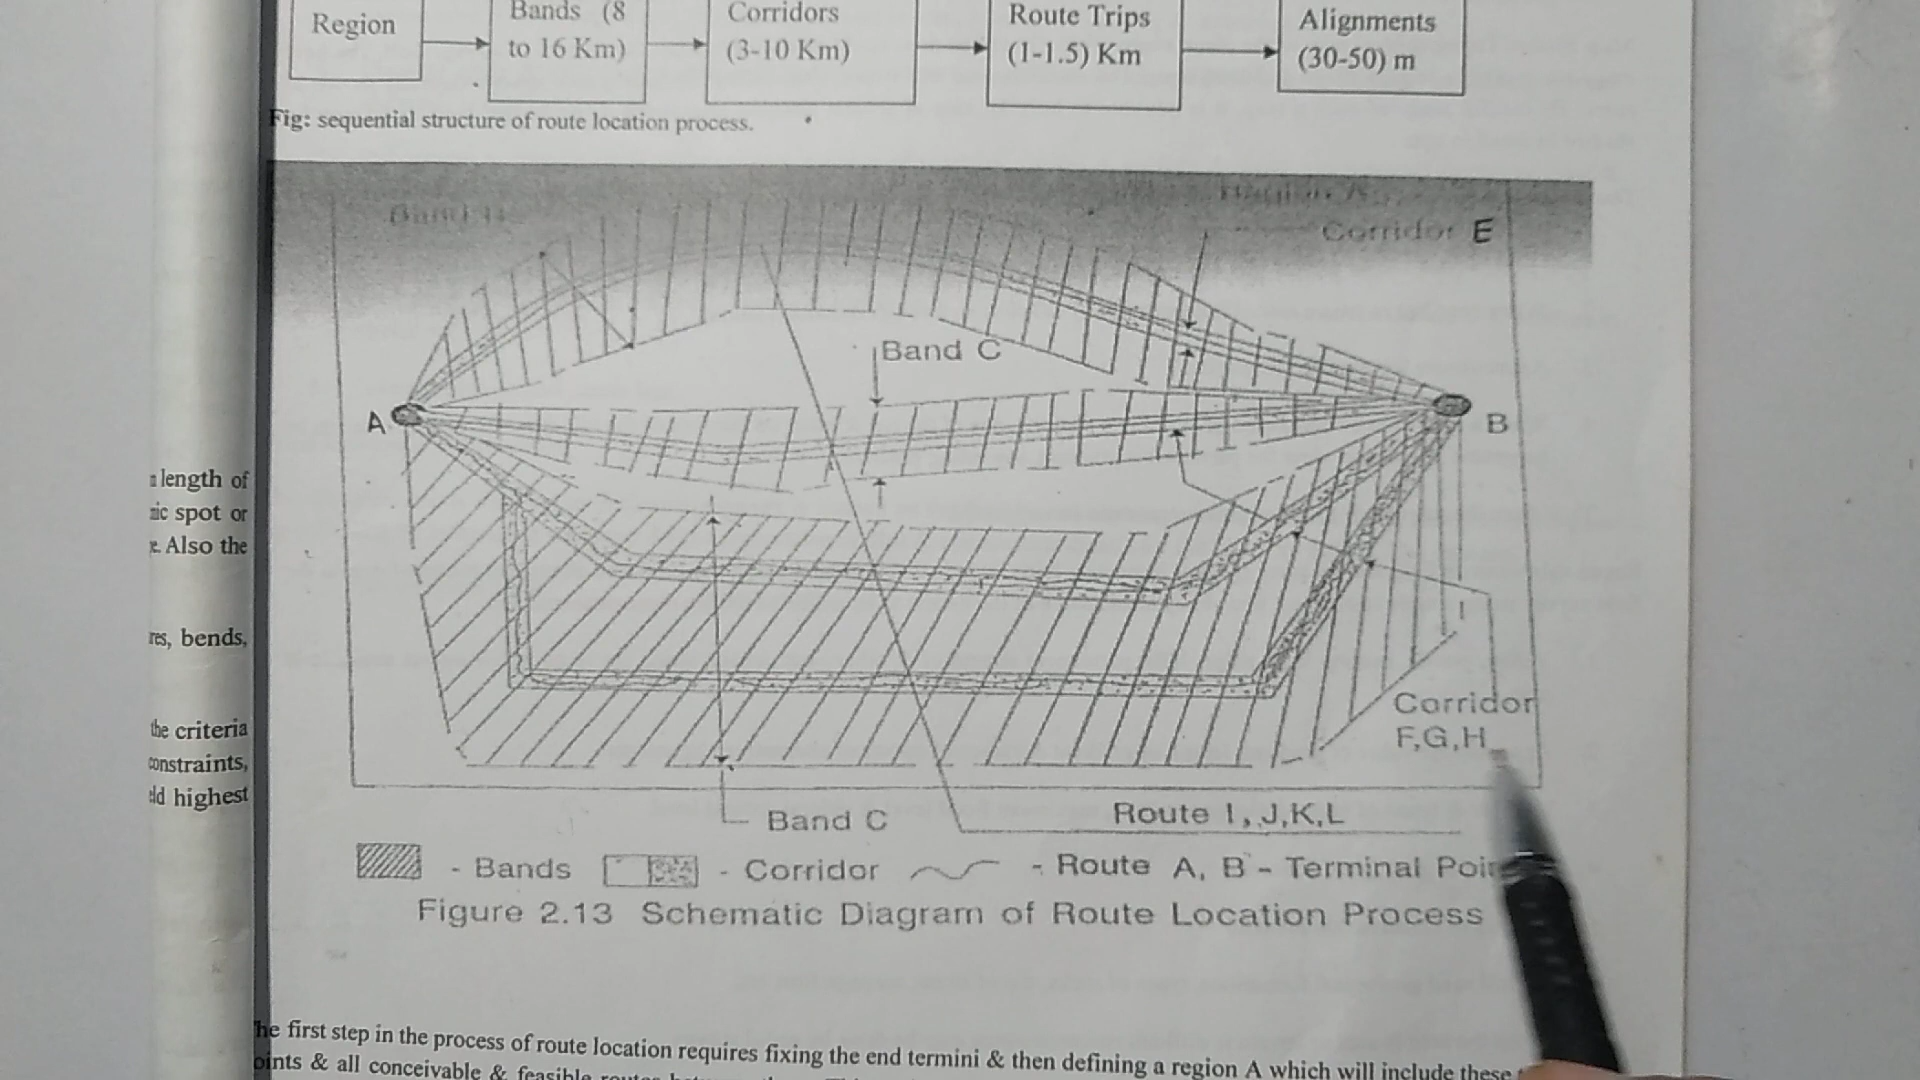 Region
Bands (8
to 16 Km)
Corridors
(3-10 Km)
Route Trips
(1-1.5) Km
Alignments
(30-50) m
Fig: sequential structure of route location process.
Corridor E
Band C
A
B
length of
spot or
Also the
bends,
the criteria
constraints,
highest
Corridor
F,G,H
Band C
Route I,J,K,L
- Bands - Corridor - Route A, B - Terminal
Figure 2.13 Schematic Diagram of Route Location Process
he first step in the process of route location requires fixing the end termini & then defining a region A which will include these
oints & all conceivable & feasible